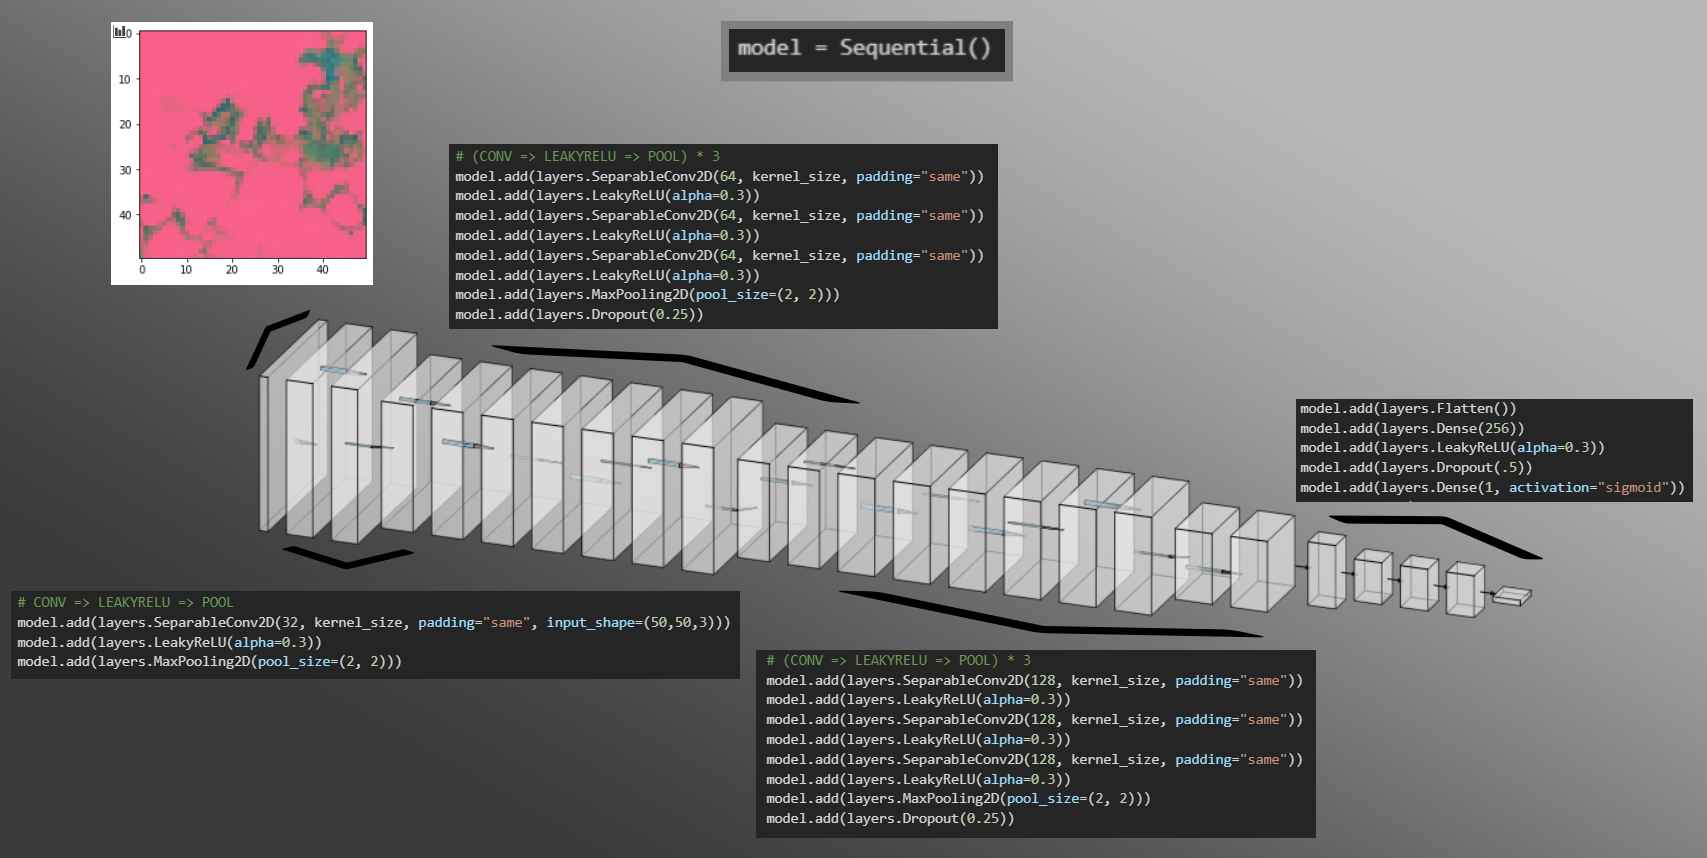 model = Sequential()
0
10
20
30
40
0 10 20 30 40
# (CONV => LEAKYRELU => POOL) * 3
model.add(layers.SeparableConv2D(64, kernel_size, padding="same"))
model.add(layers.LeakyReLU(alpha=0.3))
model.add(layers.SeparableConv2D(64, kernel_size, padding="same"))
model.add(layers.LeakyReLU(alpha=0.3))
model.add(layers.SeparableConv2D(64, kernel_size, padding="same"))
model.add(layers.LeakyReLU(alpha=0.3))
model.add(layers.MaxPooling2D(pool_size=(2, 2)))
model.add(layers.Dropout(0.25))
model.add(layers.Flatten())
model.add(layers.Dense(256))
model.add(layers.LeakyReLU(alpha=0.3))
model.add(layers.Dropout(.5))
model.add(layers.Dense(1, activation="sigmoid"))
# CONV => LEAKYRELU => POOL
model.add(layers.SeparableConv2D(32, kernel_size, padding="same", input_shape=(50,50,3)))
model.add(layers.LeakyReLU(alpha=0.3))
model.add(layers.MaxPooling2D(pool_size=(2, 2)))
# (CONV => LEAKYRELU => POOL) * 3
model.add(layers.SeparableConv2D(128, kernel_size, padding="same"))
model.add(layers.LeakyReLU(alpha=0.3))
model.add(layers.SeparableConv2D(128, kernel_size, padding="same"))
model.add(layers.LeakyReLU(alpha=0.3))
model.add(layers.SeparableConv2D(128, kernel_size, padding="same"))
model.add(layers.LeakyReLU(alpha=0.3))
model.add(layers.MaxPooling2D(pool_size=(2, 2)))
model.add(layers.Dropout(0.25))